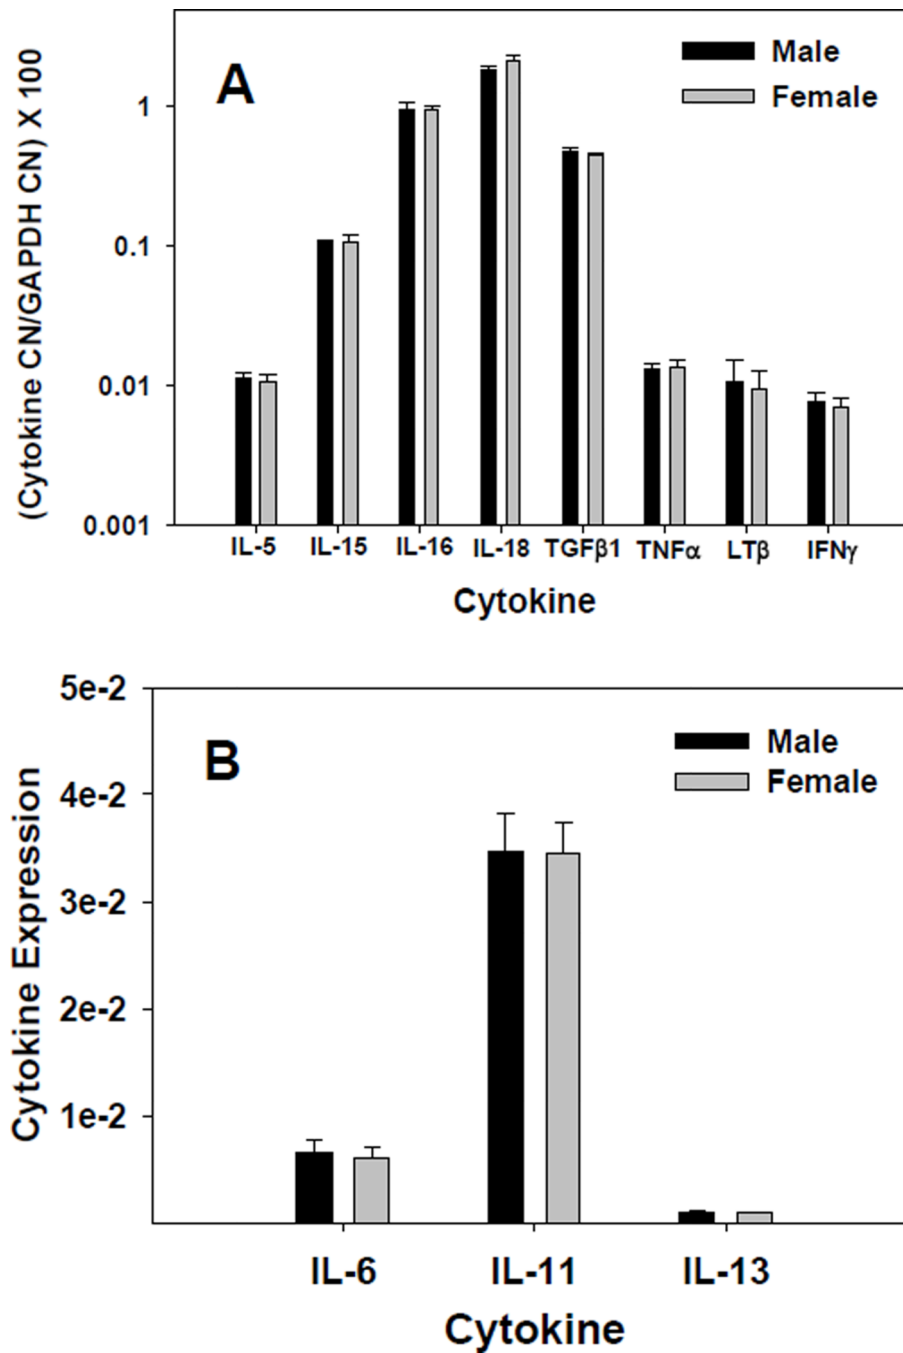 (Cytokine CN/GAPDH CN) X 100
A
Male
Female
1
0.1
0.01
0.001
IL-5 IL-15 IL-16 IL-18 TGFβ1 TNFα LTβ IFNγ
Cytokine
Cytokine Expression
B
Male
Female
5e-2
4e-2
3e-2
2e-2
1e-2
IL-6 IL-11 IL-13
Cytokine